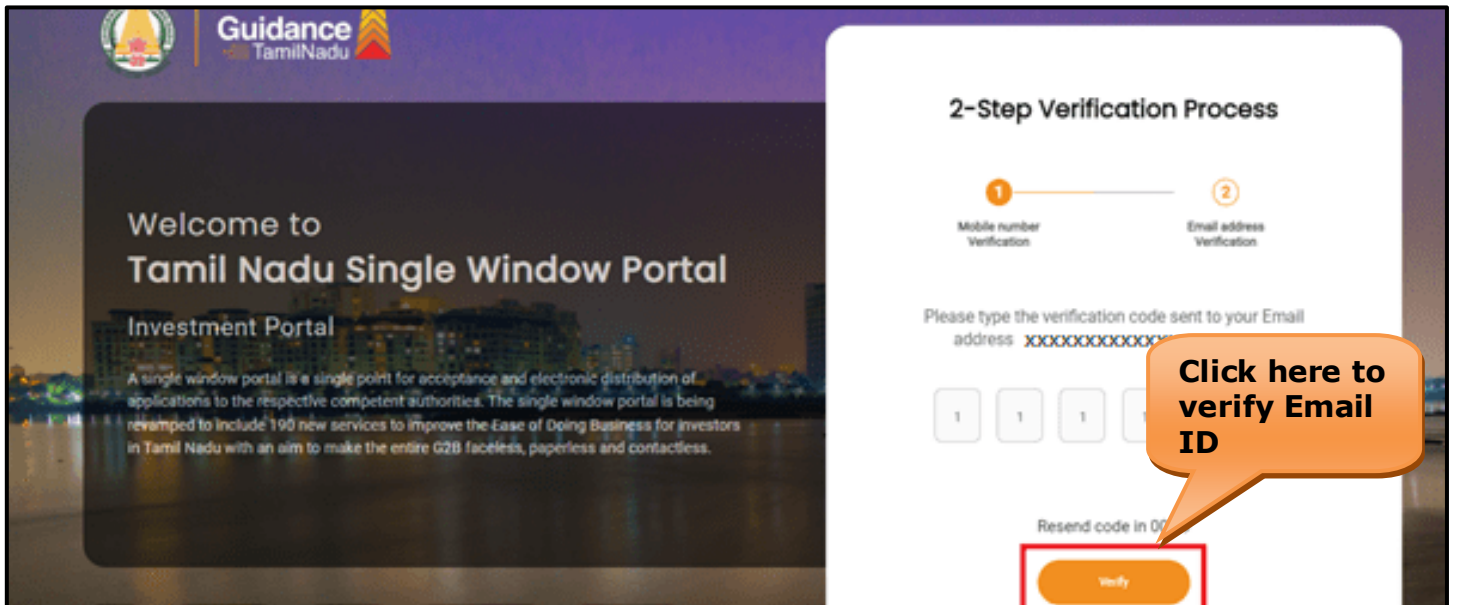 Guidance
TamilNadu
Welcome to
Tamil Nadu Single Window Portal
Investment Portal
A single window portal is a single point for acceptance and electronic distribution of
applications to the respective competent authorities. The single window portal is being
revamped to include 190 new services to improve the Ease of Doing Business for investors
in Tamil Nadu with an aim to make the entire G2B faceless, paperless and contactless.
2-Step Verification Process
1
2
Mobile number
Verification
Email address
Verification
Please type the verification code sent to your Email
address XXXXXXXXXXXX
1 1 1 1
Click here to
verify Email
ID
Resend code in
Verify